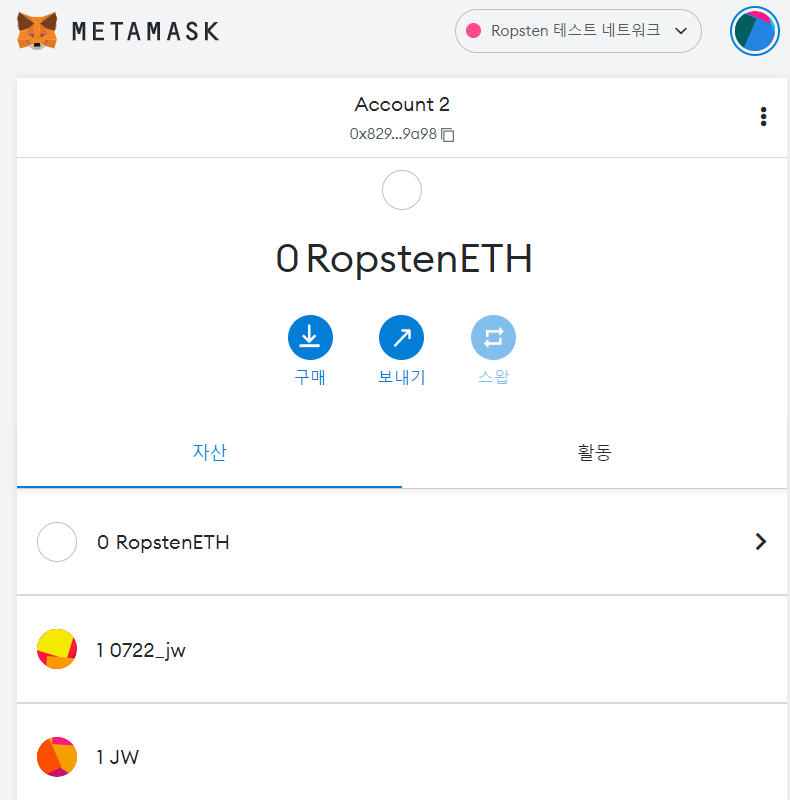 METAMASK
Ropsten 테스트 네트워크
Account 2
0x829...9a98
0 RopstenETH
구매 보내기 스왑
자산 활동
0 RopstenETH
1 0722_jw
1 JW